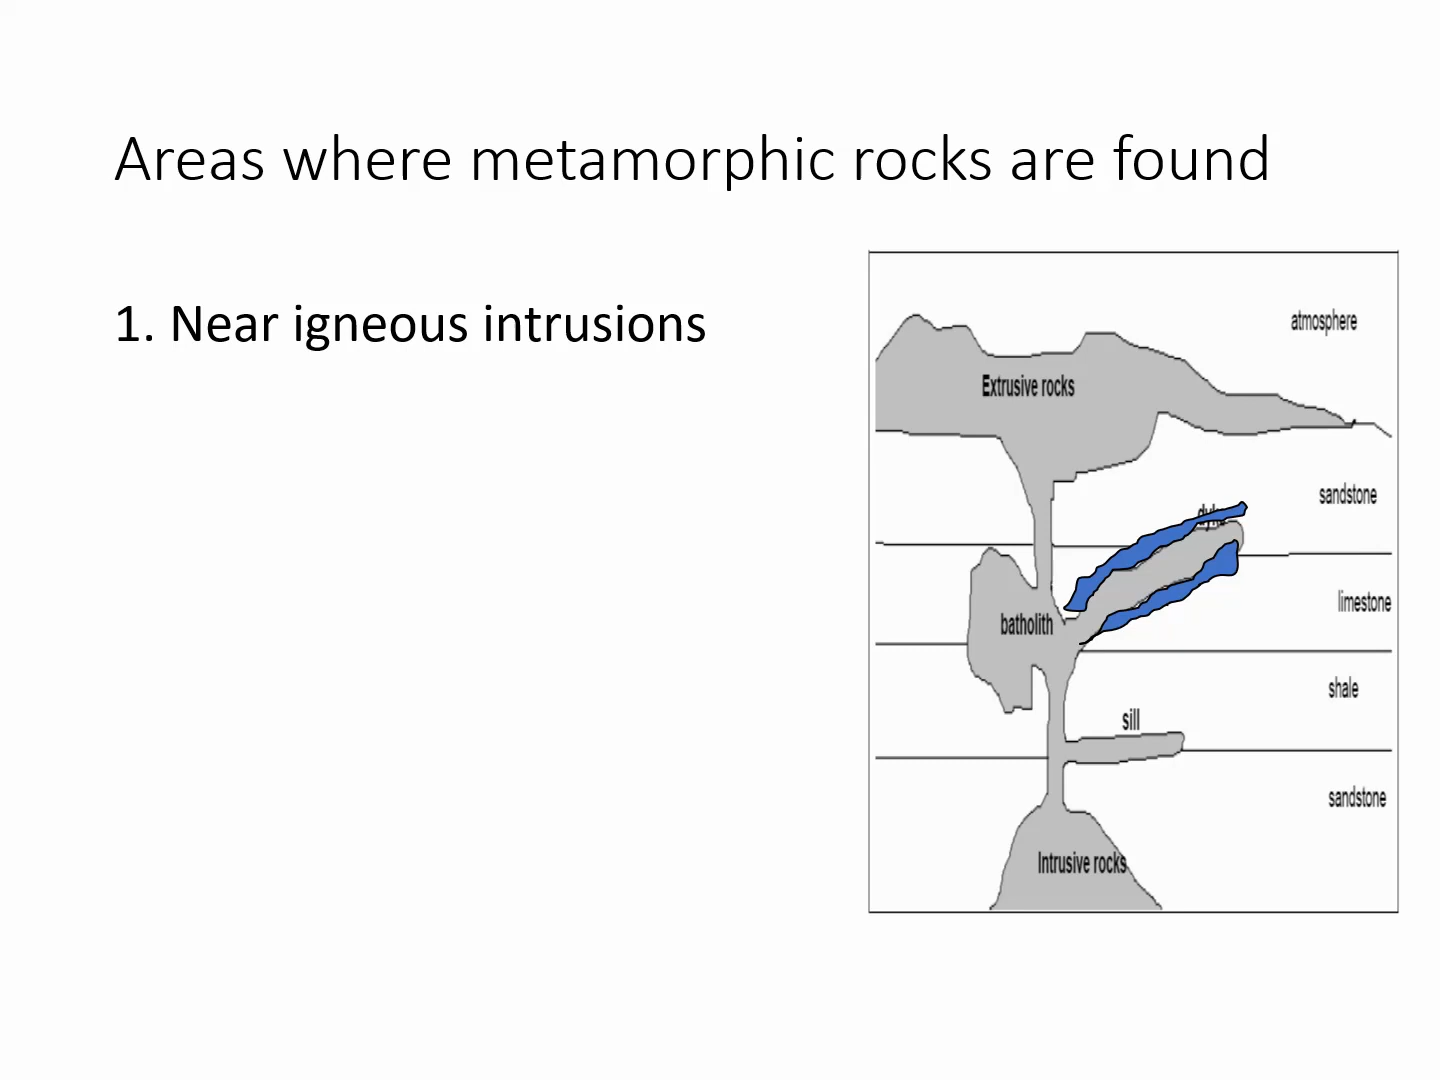 Areas where metamorphic rocks are found
1. Near igneous intrusions
atmosphere
Extrusive rocks
sandstone
limestone
batholith
shale
sill
sandstone
Intrusive rocks